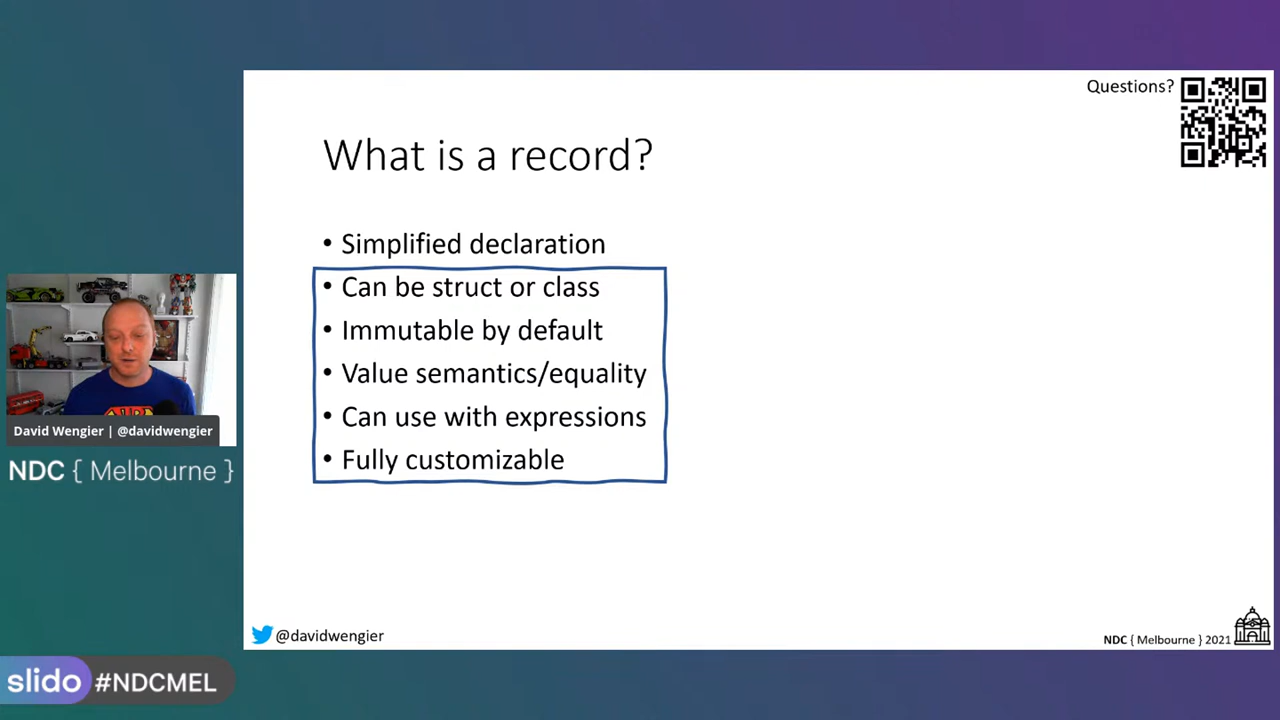 Questions?
What is a record?
• Simplified declaration
• Can be struct or class
• Immutable by default
• Value semantics/equality
• Can use with expressions
• Fully customizable
David Wengier | @davidwengier
NDC { Melbourne }
@davidwengier
NDC { Melbourne } 2021
slido #NDCMEL